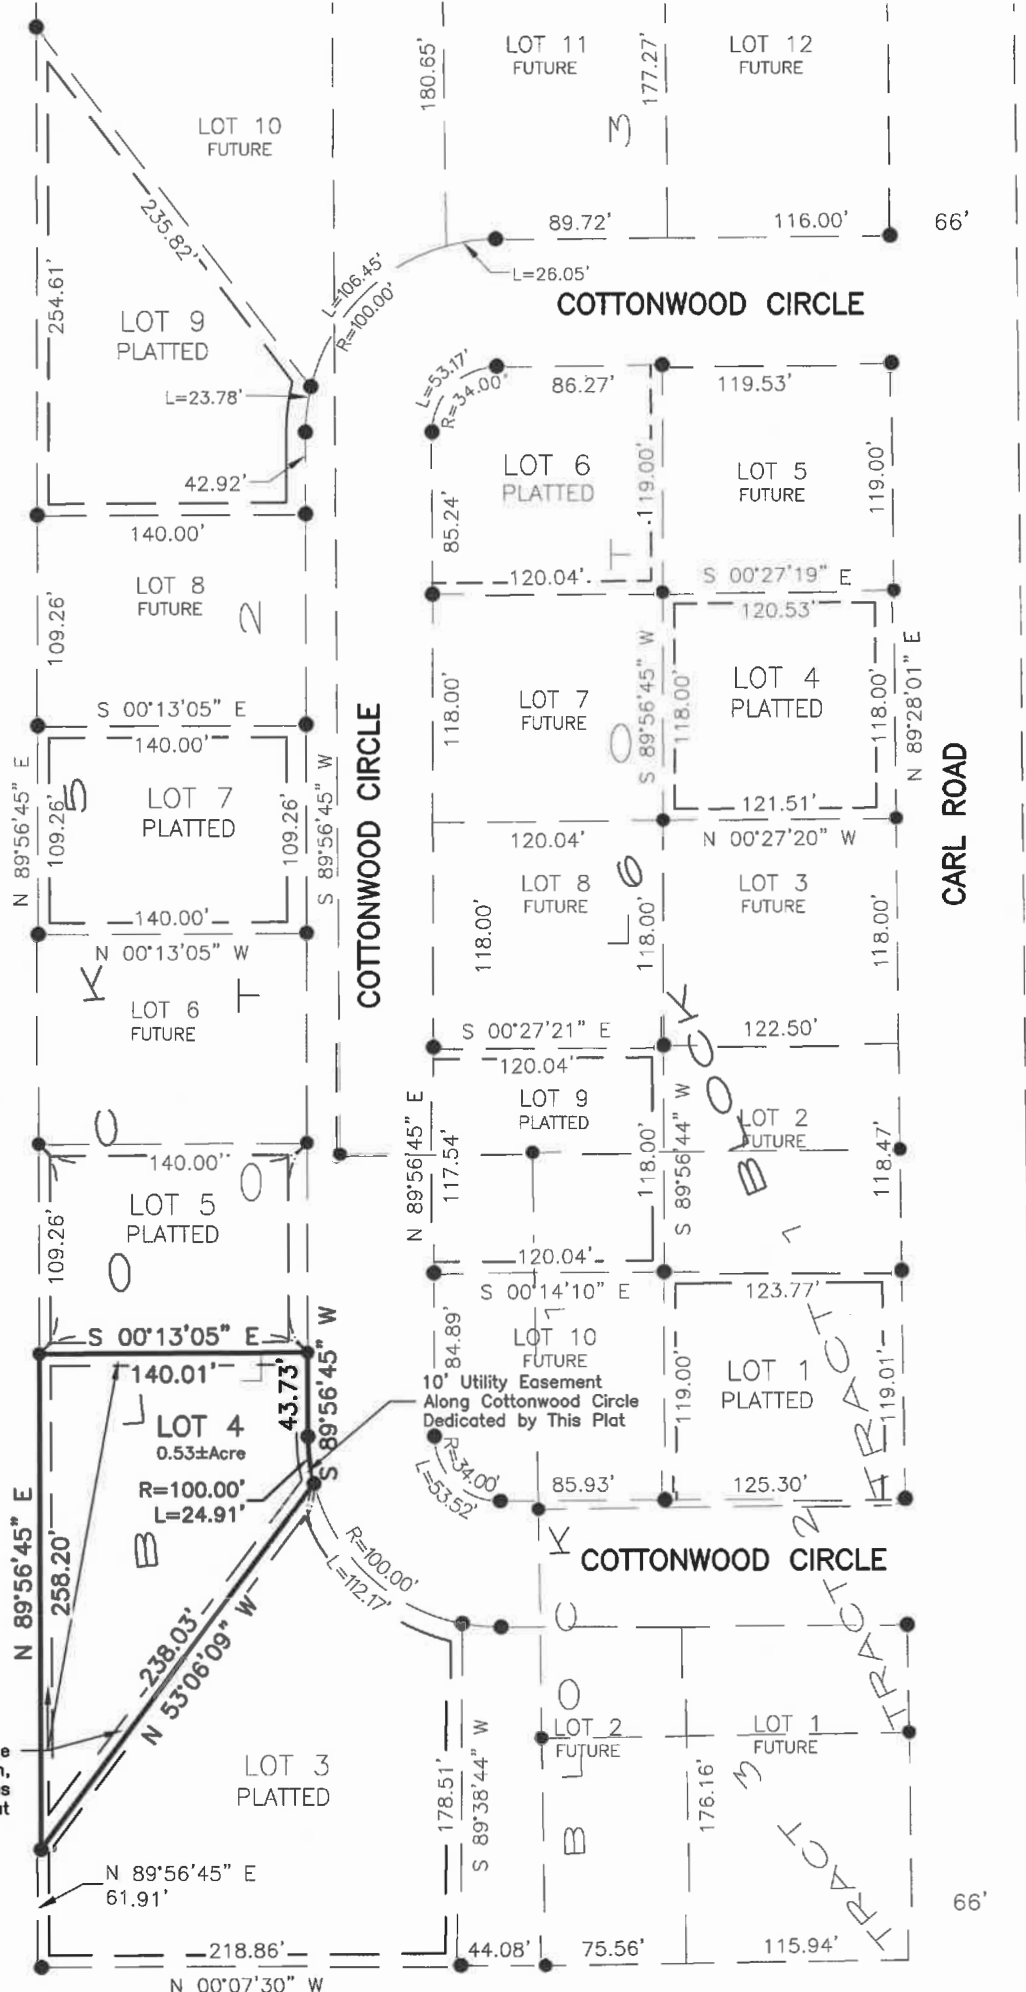 LOT 11
FUTURE
LOT 12
FUTURE
180.65'
177.27'
LOT 10
FUTURE
3
235.82'
89.72'
116.00'
66'
L=26.05'
L=106.45'
R=100.00'
254.61'
COTTONWOOD CIRCLE
LOT 9
PLATTED
L=23.78'
42.92'
L=53.17'
R=34.00'
86.27'
119.53'
LOT 6
PLATTED
119.00'
LOT 5
FUTURE
119.00'
85.24'
140.00'
120.04'
S 00°27'19" E
120.53'
LOT 8
FUTURE
109.26'
2
T
S 00°13'05" E
140.00'
LOT 7
PLATTED
N 89°56'45" E
109.26'
5
109.26'
S 89°56'45" W
140.00'
N 00°13'05" W
COTTONWOOD CIRCLE
118.00'
LOT 7
FUTURE
O
S 89°56'45" W
118.00'
LOT 4
PLATTED
118.00'
N 89°28'01" E
CARL ROAD
121.51'
120.04'
N 00°27'20" W
LOT 8
FUTURE
6
L
LOT 3
FUTURE
118.00'
118.00'
118.00'
K
T
LOT 6
FUTURE
S 00°27'21" E
120.04'
122.50'
BLOCK
LOT 9
PLATTED
N 89°56'45" E
117.54'
118.00'
S 89°56'44" W
LOT 2
FUTURE
118.47'
C
O
140.00'
LOT 5
PLATTED
109.26'
O
120.04'
S 00°14'10" E
7
1
123.77'
LOT 10
FUTURE
84.89'
LOT 1
PLATTED
119.00'
119.01'
TRACT 1
S 00°13'05" E
140.01'
L
LOT 4
0.53±Acre
43.73'
S 89°56'45" W
R=100.00'
L=24.91'
10' Utility Easement
Along Cottonwood Circle
Dedicated by This Plat
R=34.00'
L=53.52'
85.93'
125.30'
N 89°56'45" E
258.20'
B
R=100.00'
L=112.17'
K
COTTONWOOD CIRCLE
238.03'
N 53°06'09" W
C
O
TRACT 2
LOT 2
FUTURE
LOT 1
FUTURE
LOT 3
PLATTED
178.51'
S 89°38'44" W
L
B
176.16'
TRACT 3
N 89°56'45" E
61.91'
66'
218.86'
44.08'
75.56'
115.94'
N 00°07'30" W